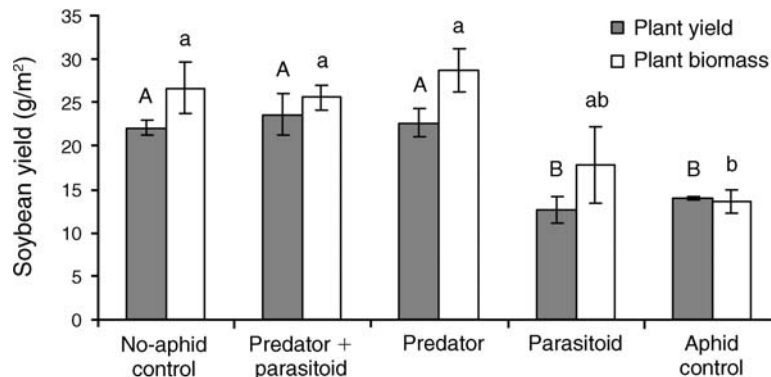 35
30
25
20
15
10
5
0
Soybean yield (g/m²)
Plant yield
Plant biomass
A
a
A
a
A
a
B
ab
B
b
No-aphid
control
Predator +
parasitoid
Predator
Parasitoid
Aphid
control